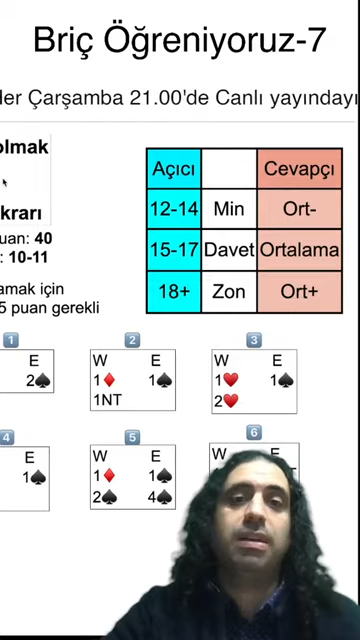 Briç Öğreniyoruz-7
Her Çarşamba 21.00'de Canlı yayındayı
olmak
krarı
uan: 40
: 10-11
amak için
5 puan gerekli
Açıcı Cevapçı
12-14 Min Ort-
15-17 Davet Ortalama
18+ Zon Ort+
1 2 3
E
2♠
W E
1♦ 1♠
1NT
W E
1♥ 1♠
2♥
4 5 6
E
1♠
W E
1♦ 1♠
2♠ 4♠
W E